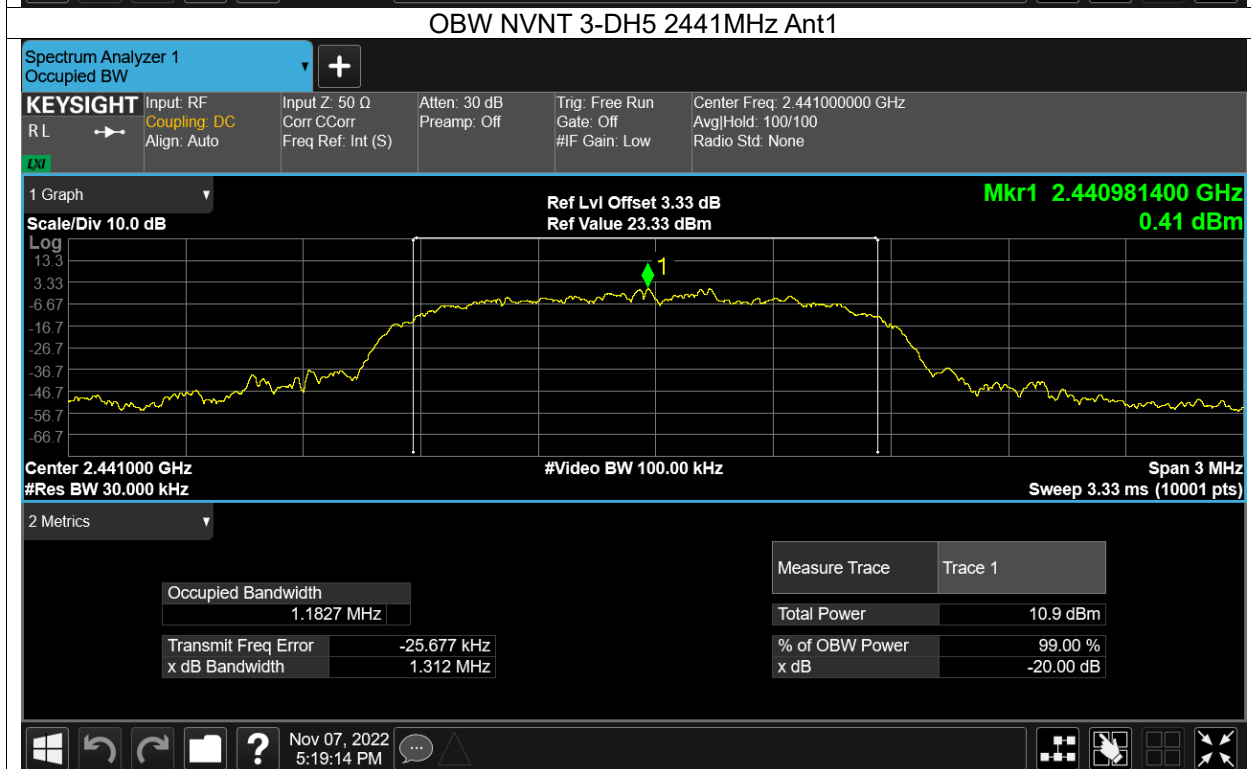 OBW NVNT 3-DH5 2441MHz Ant1
Spectrum Analyzer 1
Occupied BW
+
KEYSIGHT
R L
LXI
Input: RF
Coupling: DC
Align: Auto
Input Z: 50 Ω
Corr CCorr
Freq Ref: Int (S)
Atten: 30 dB
Preamp: Off
Trig: Free Run
Gate: Off
#IF Gain: Low
Center Freq: 2.441000000 GHz
Avg|Hold: 100/100
Radio Std: None
1 Graph
Scale/Div 10.0 dB
Ref Lvl Offset 3.33 dB
Ref Value 23.33 dBm
Mkr1 2.440981400 GHz
0.41 dBm
Log
13.3
3.33
-6.67
-16.7
-26.7
-36.7
-46.7
-56.7
-66.7
1
Center 2.441000 GHz
#Res BW 30.000 kHz
#Video BW 100.00 kHz
Span 3 MHz
Sweep 3.33 ms (10001 pts)
2 Metrics
Occupied Bandwidth
1.1827 MHz
Transmit Freq Error -25.677 kHz
x dB Bandwidth 1.312 MHz
Measure Trace Trace 1
Total Power 10.9 dBm
% of OBW Power 99.00 %
x dB -20.00 dB
?
Nov 07, 2022
5:19:14 PM